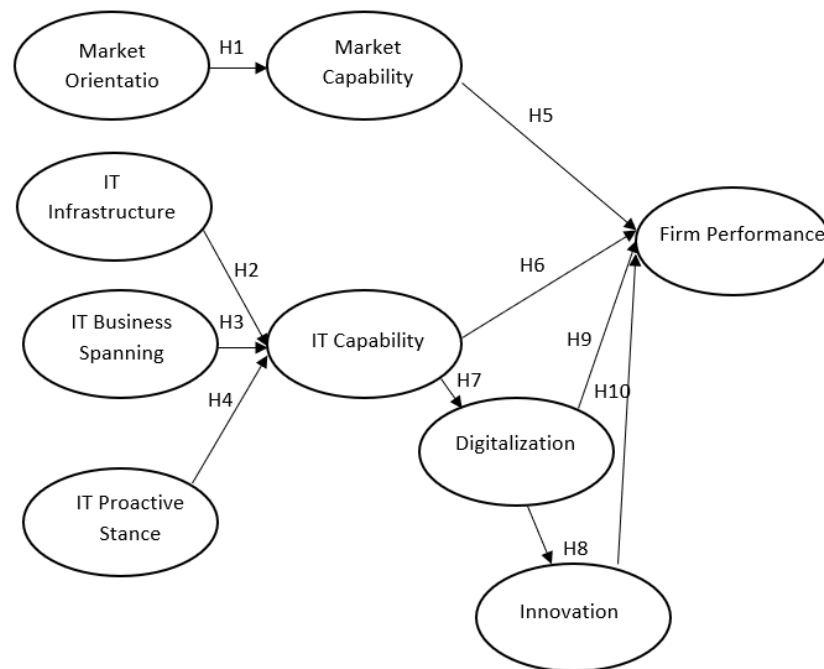 Market
Orientatio
H1
Market
Capability
H5
IT
Infrastructure
Firm Performance
H2
H6
IT Business
Spanning
H3
IT Capability
H9
H4
H7
H10
Digitalization
IT Proactive
Stance
H8
Innovation